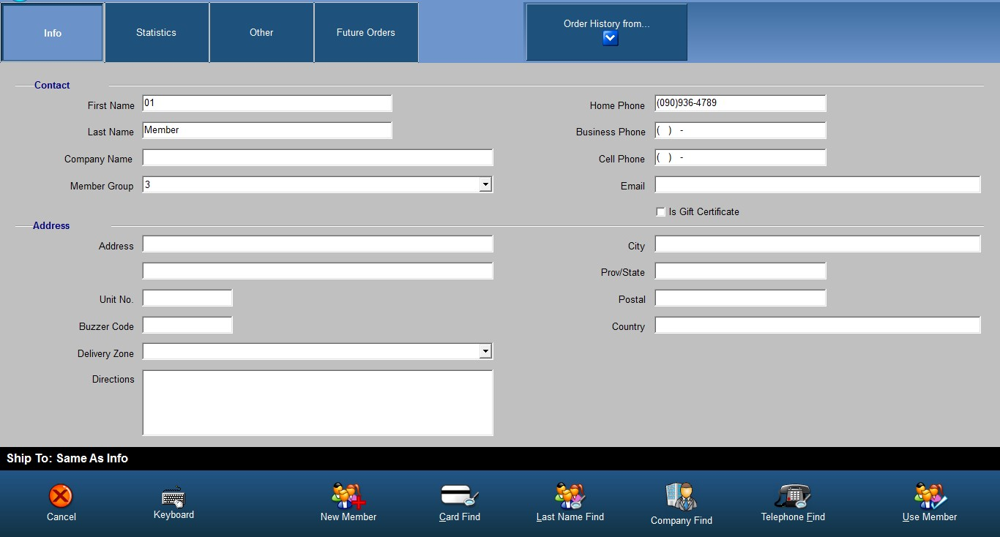 Info
Statistics
Other
Future Orders
Order History from...
Contact
First Name 01
Last Name Member
Company Name
Member Group 3
Home Phone (090)936-4789
Business Phone ( ) -
Cell Phone ( ) -
Email
Is Gift Certificate
Address
Address
Unit No.
Buzzer Code
Delivery Zone
Directions
City
Prov/State
Postal
Country
Ship To: Same As Info
Cancel
Keyboard
New Member
Card Find
Last Name Find
Company Find
Telephone Find
Use Member